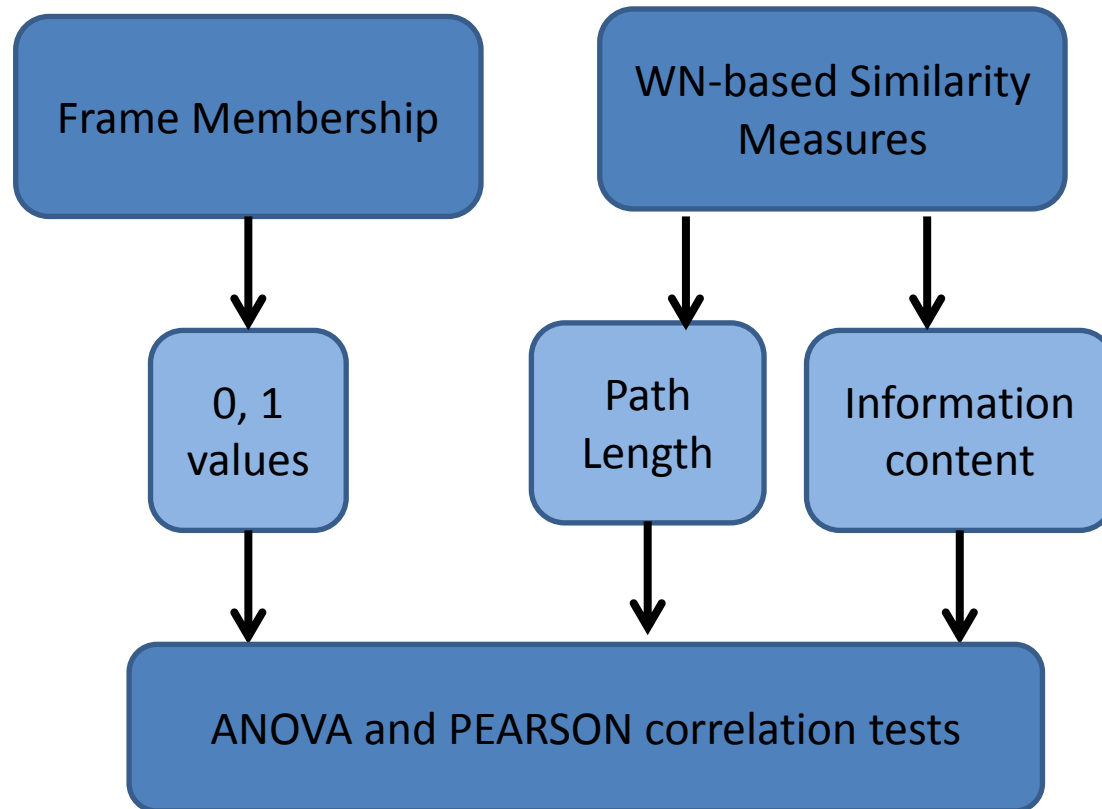 Frame Membership
WN-based Similarity
Measures
0, 1
values
Path
Length
Information
content
ANOVA and PEARSON correlation tests